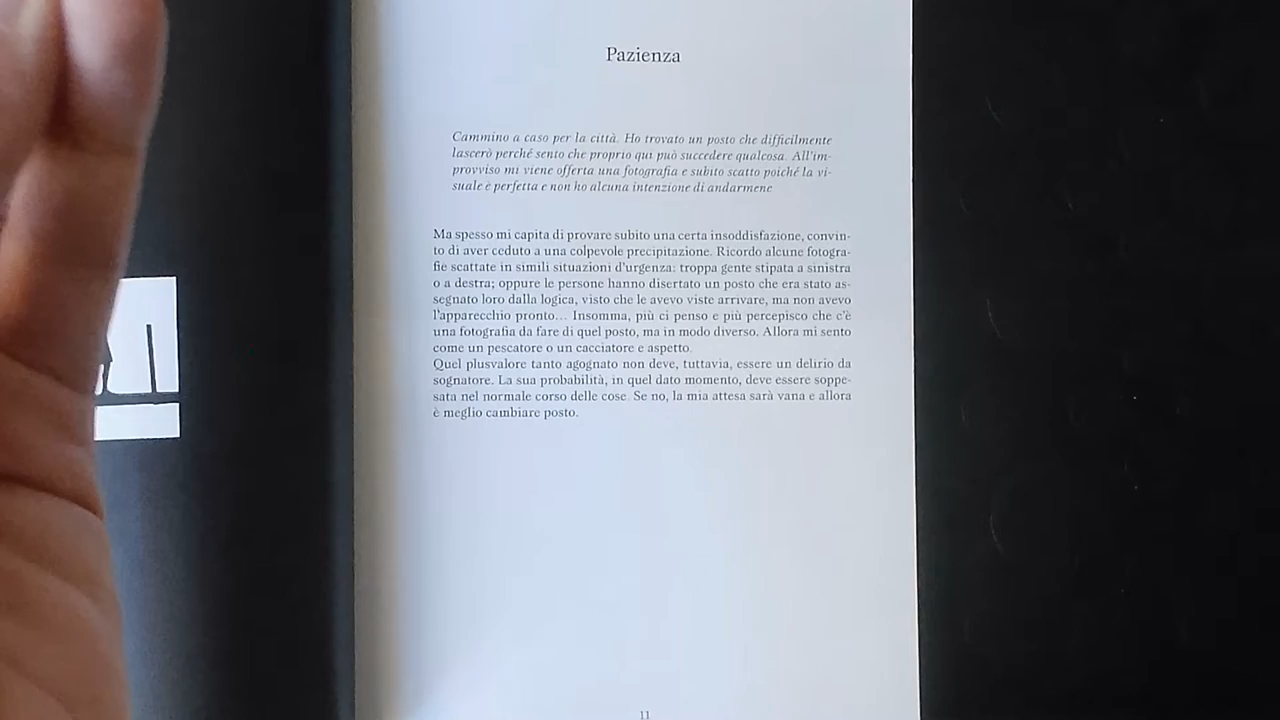 Pazienza
Cammino a caso per la città. Ho trovato un posto che difficilmente
lascerò perché sento che proprio qui può succedere qualcosa. All'im-
provviso mi viene offerta una fotografia e subito scatto poiché la vi-
suale è perfetta e non ho alcuna intenzione di andarmene
Ma spesso mi capita di provare subito una certa insoddisfazione, convin-
to di aver ceduto a una colpevole precipitazione. Ricordo alcune fotogra-
fie scattate in simili situazioni d'urgenza: troppa gente stipata a sinistra
o a destra; oppure le persone hanno disertato un posto che era stato as-
segnato loro dalla logica, visto che le avevo viste arrivare, ma non avevo
l'apparecchio pronto… Insomma, più ci penso e più percepisco che c'è
una fotografia da fare di quel posto, ma in modo diverso. Allora mi sento
come un pescatore o un cacciatore e aspetto.
Quel plusvalore tanto agognato non deve, tuttavia, essere un delirio da
sognatore. La sua probabilità, in quel dato momento, deve essere soppe-
sata nel normale corso delle cose. Se no, la mia attesa sarà vana e allora
è meglio cambiare posto.
11